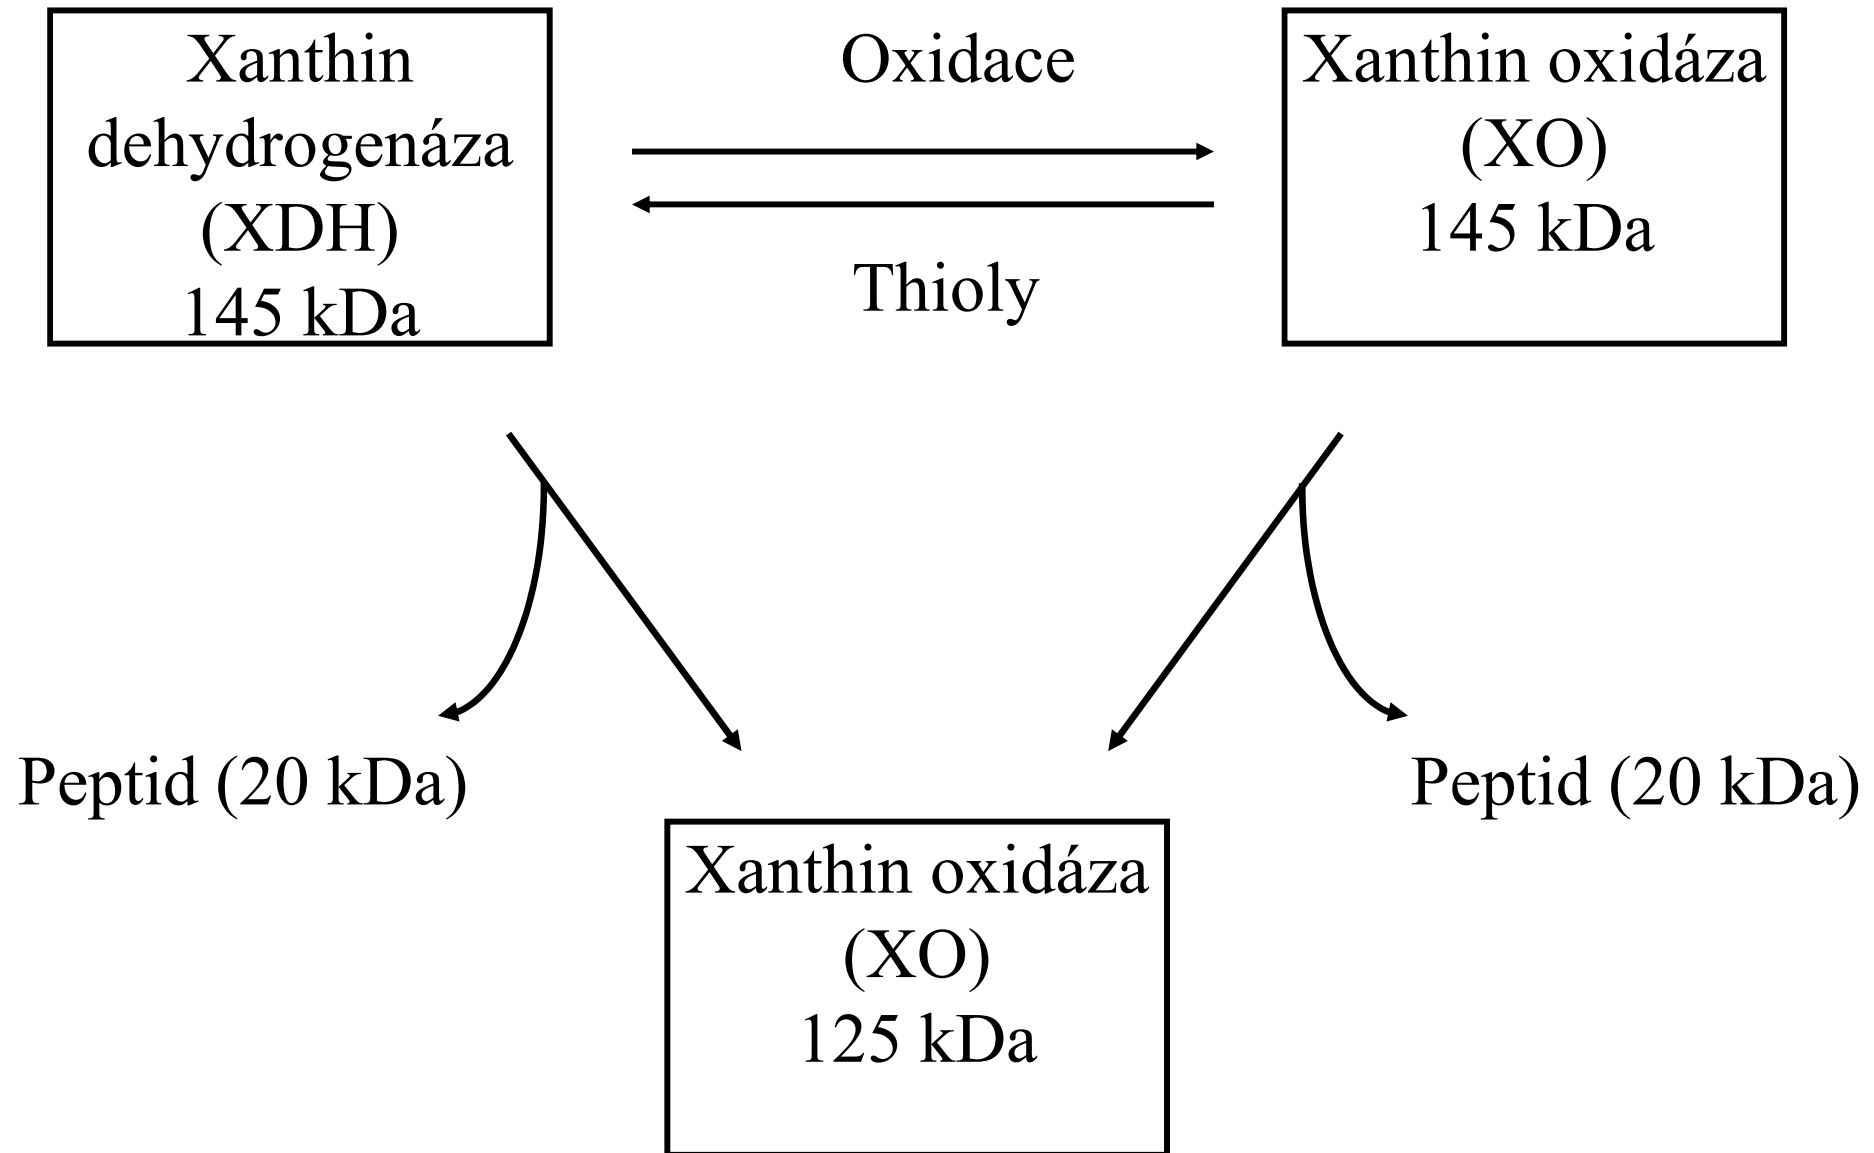 Xanthin
dehydrogenáza
(XDH)
145 kDa
Oxidace
Thioly
Xanthin oxidáza
(XO)
145 kDa
Peptid (20 kDa)
Peptid (20 kDa)
Xanthin oxidáza
(XO)
125 kDa